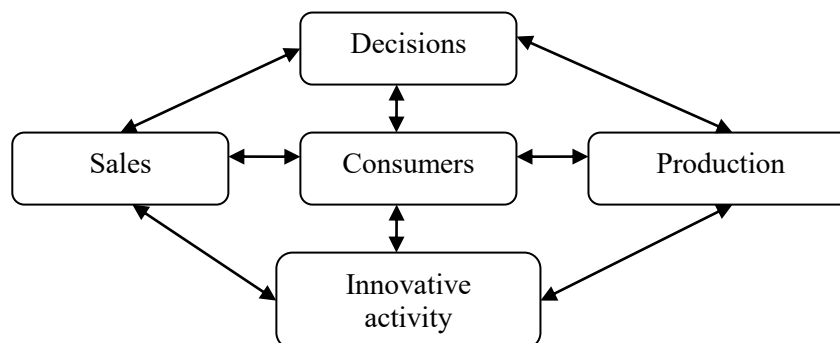 Decisions
Sales
Consumers
Production
Innovative
activity